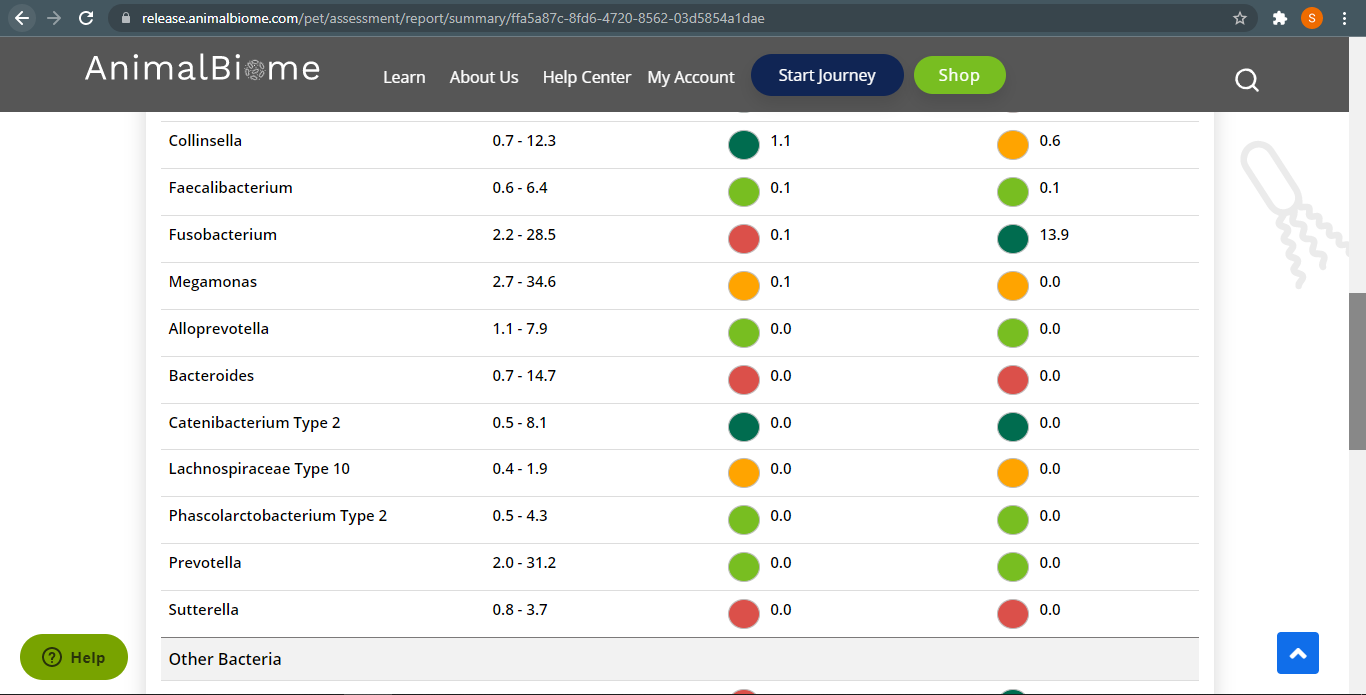 release.animalbiome.com/pet/assessment/report/summary/ffa5a87c-8fd6-4720-8562-03d5854a1dae
S
AnimalBiome
Learn About Us Help Center My Account Start Journey Shop
Collinsella 0.7 - 12.3 1.1 0.6
Faecalibacterium 0.6 - 6.4 0.1 0.1
Fusobacterium 2.2 - 28.5 0.1 13.9
Megamonas 2.7 - 34.6 0.1 0.0
Alloprevotella 1.1 - 7.9 0.0 0.0
Bacteroides 0.7 - 14.7 0.0 0.0
Catenibacterium Type 2 0.5 - 8.1 0.0 0.0
Lachnospiraceae Type 10 0.4 - 1.9 0.0 0.0
Phascolarctobacterium Type 2 0.5 - 4.3 0.0 0.0
Prevotella 2.0 - 31.2 0.0 0.0
Sutterella 0.8 - 3.7 0.0 0.0
Other Bacteria
? Help